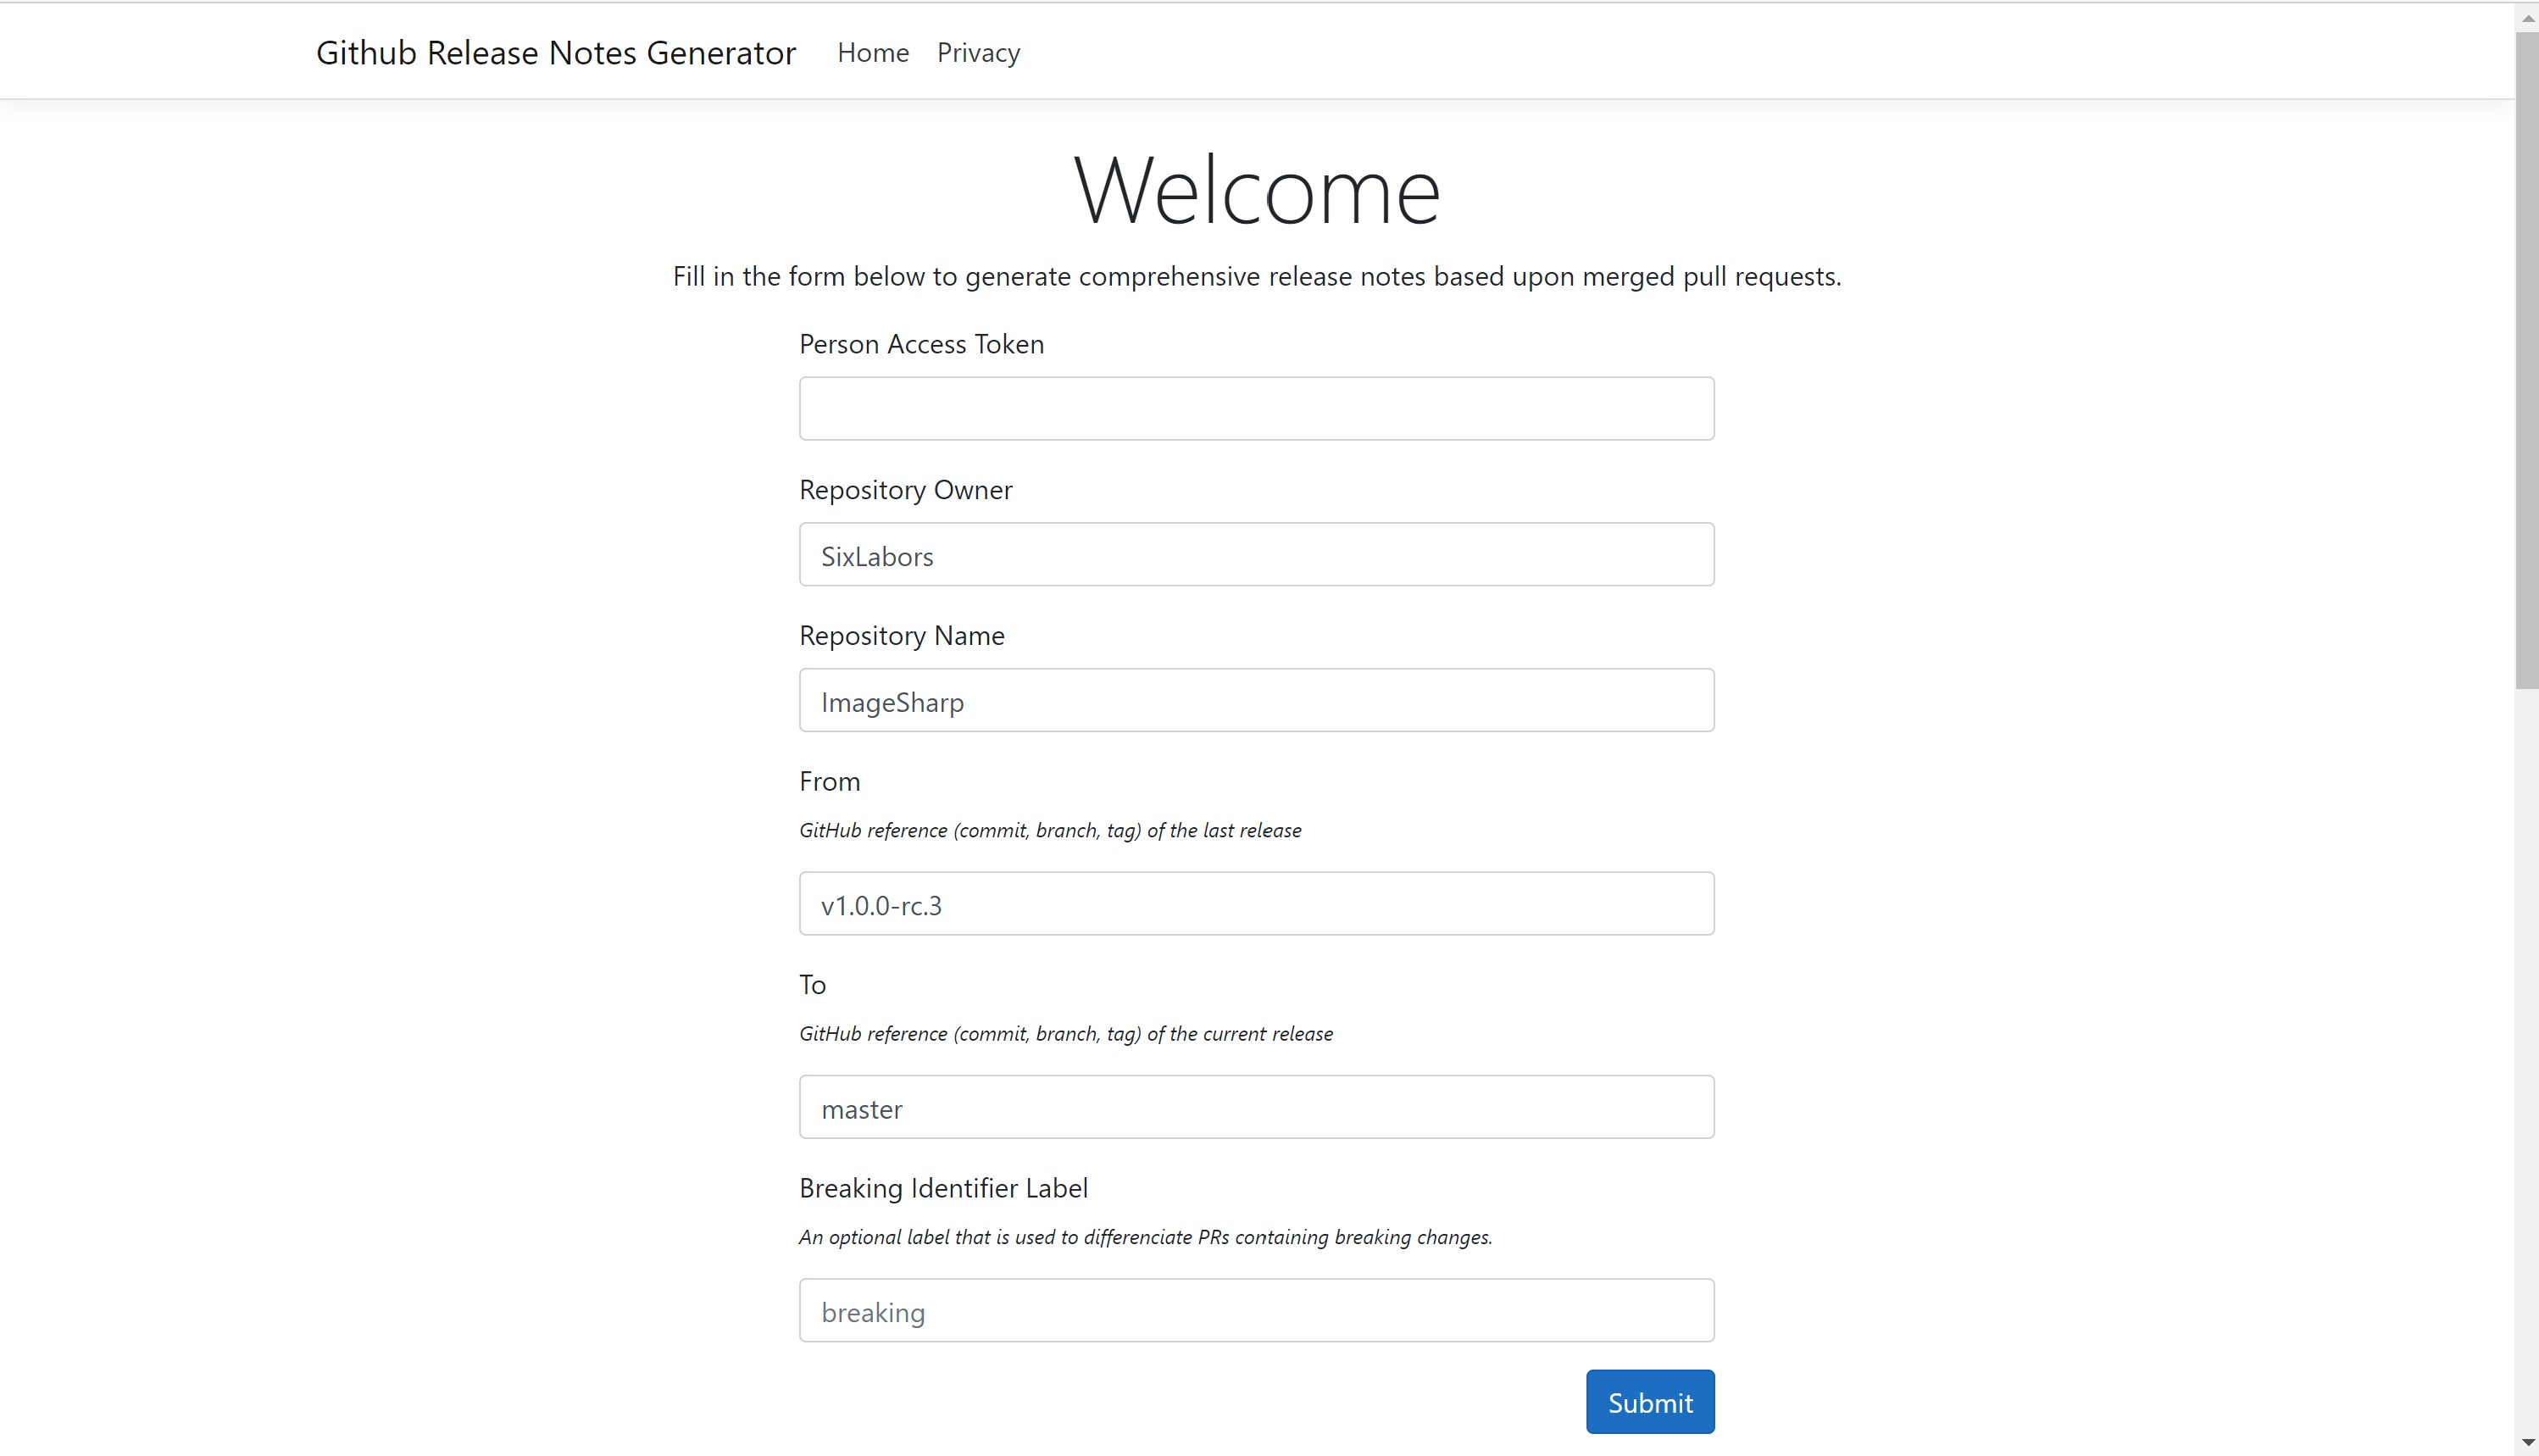 Github Release Notes Generator Home Privacy
Welcome
Fill in the form below to generate comprehensive release notes based upon merged pull requests.
Person Access Token
Repository Owner
SixLabors
Repository Name
ImageSharp
From
GitHub reference (commit, branch, tag) of the last release
v1.0.0-rc.3
To
GitHub reference (commit, branch, tag) of the current release
master
Breaking Identifier Label
An optional label that is used to differenciate PRs containing breaking changes.
breaking
Submit